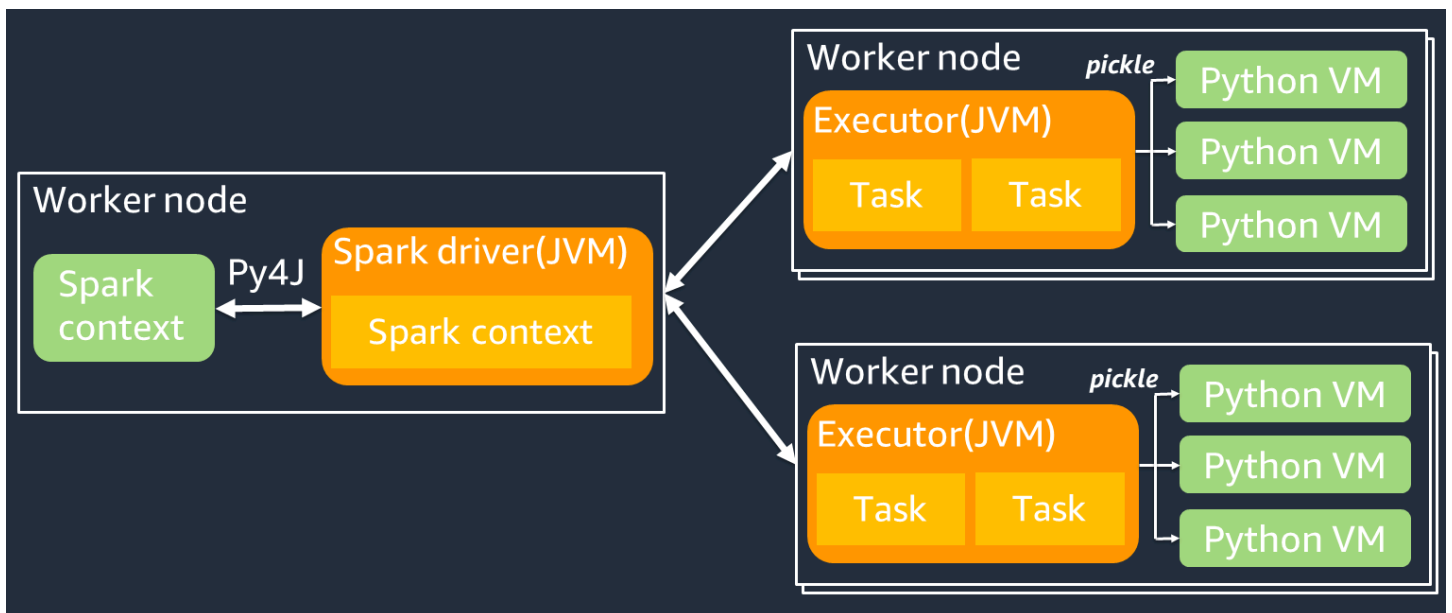 Worker node
Spark
context
Py4J
Spark driver(JVM)
Spark context
Worker node
pickle
Executor(JVM)
Task
Task
Python VM
Python VM
Python VM
Worker node
pickle
Executor(JVM)
Task
Task
Python VM
Python VM
Python VM